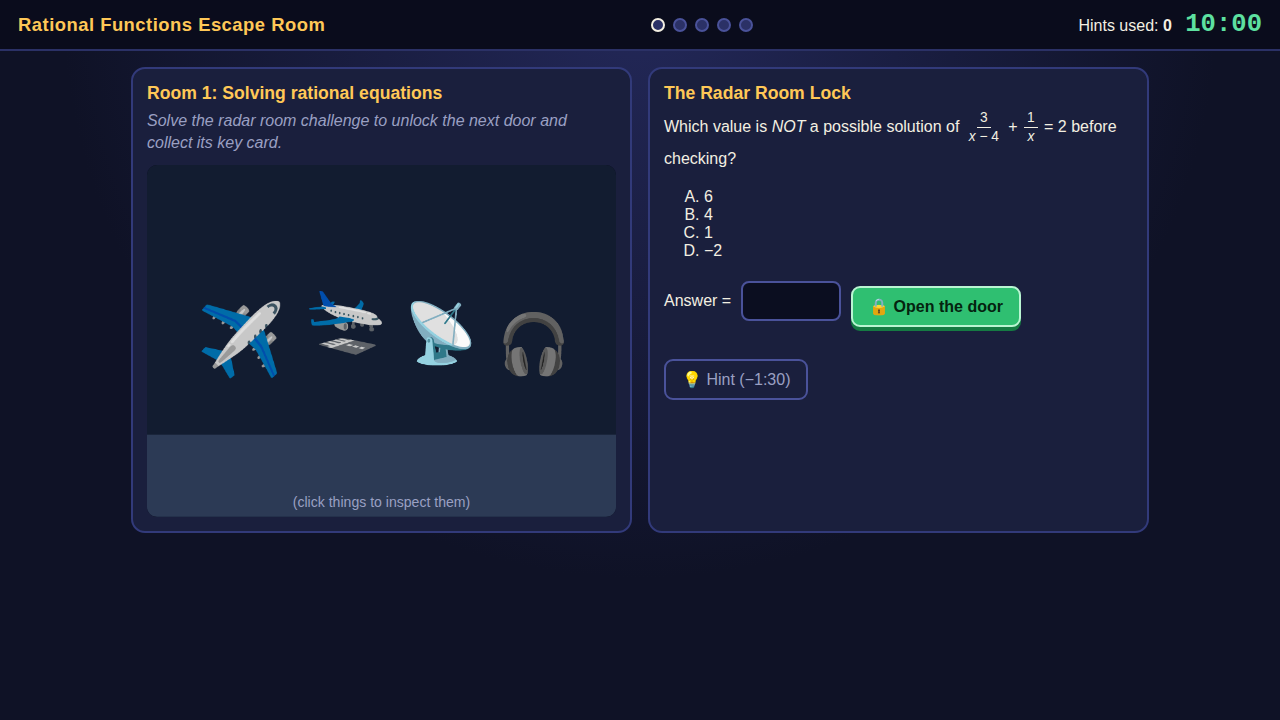 Rational Functions Escape Room
Hints used: 0 10:00
Room 1: Solving rational equations
Solve the radar room challenge to unlock the next door and
collect its key card.
(click things to inspect them)
The Radar Room Lock
Which value is NOT a possible solution of 3/(x − 4) + 1/x = 2 before
checking?
A. 6
B. 4
C. 1
D. −2
Answer =
🔒 Open the door
💡 Hint (−1:30)